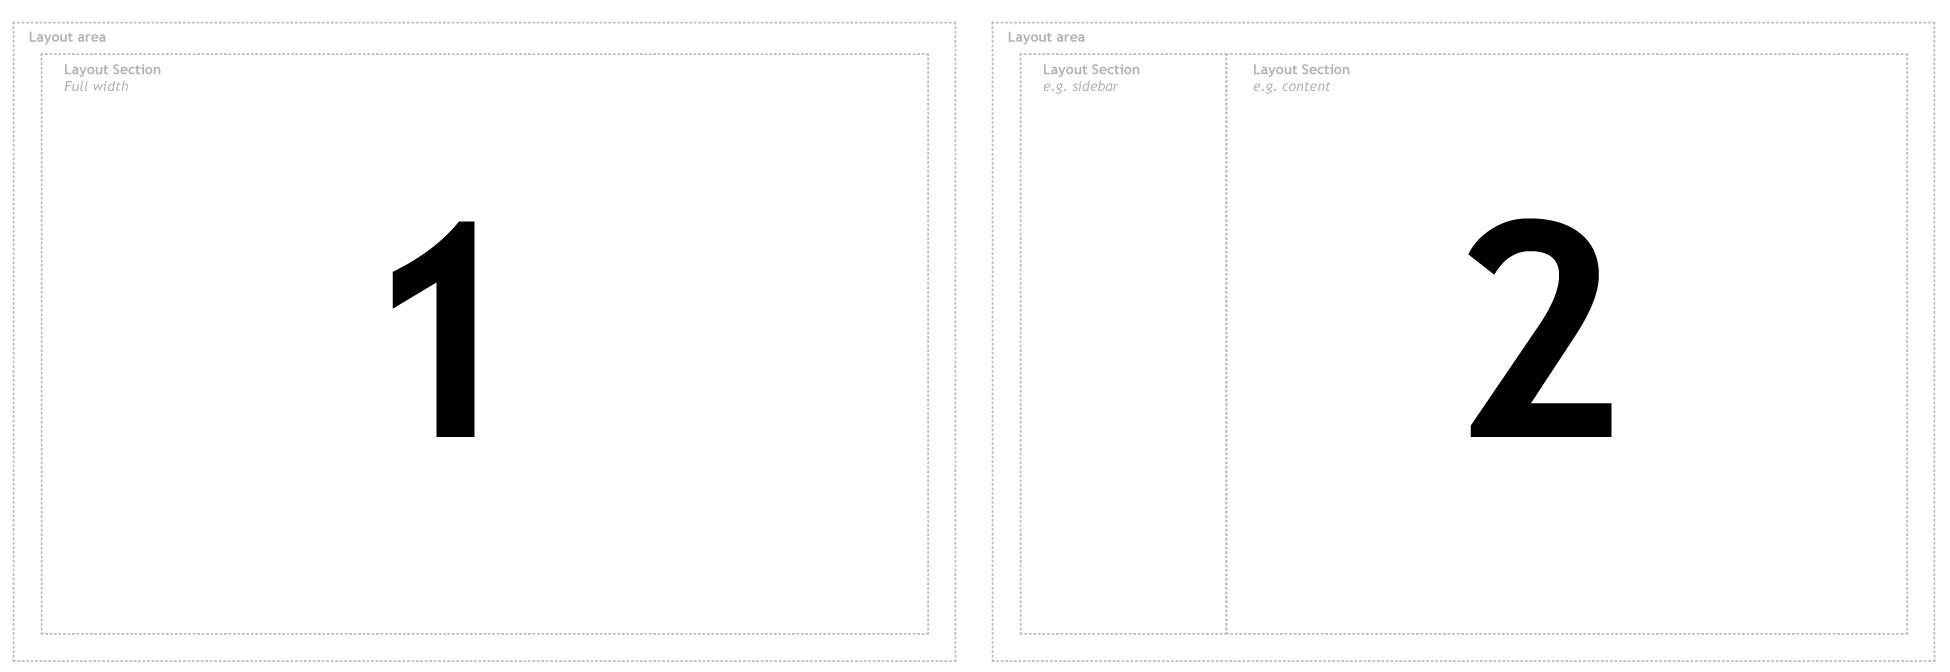 Layout area
Layout Section
Full width
1
Layout area
Layout Section
e.g. sidebar
Layout Section
e.g. content
2